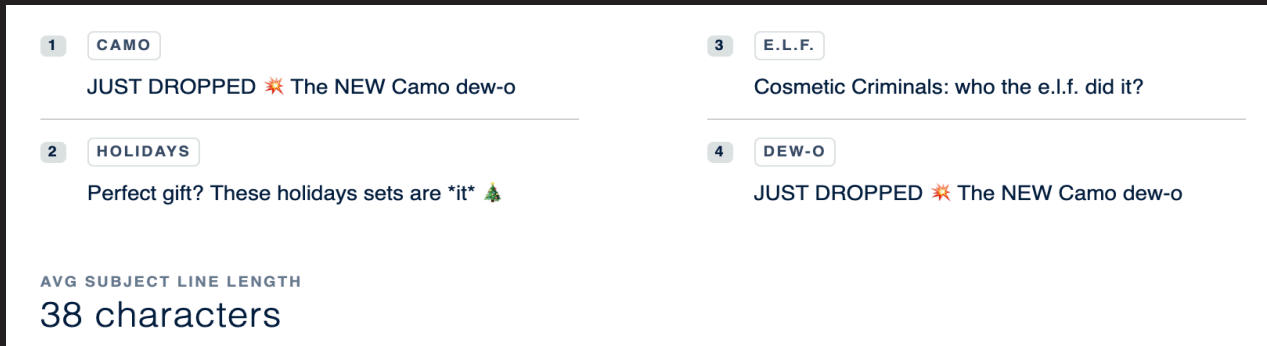 1 CAMO
JUST DROPPED 💥 The NEW Camo dew-o
2 HOLIDAYS
Perfect gift? These holidays sets are *it* 🎄
3 E.L.F.
Cosmetic Criminals: who the e.l.f. did it?
4 DEW-O
JUST DROPPED 💥 The NEW Camo dew-o
AVG SUBJECT LINE LENGTH
38 characters